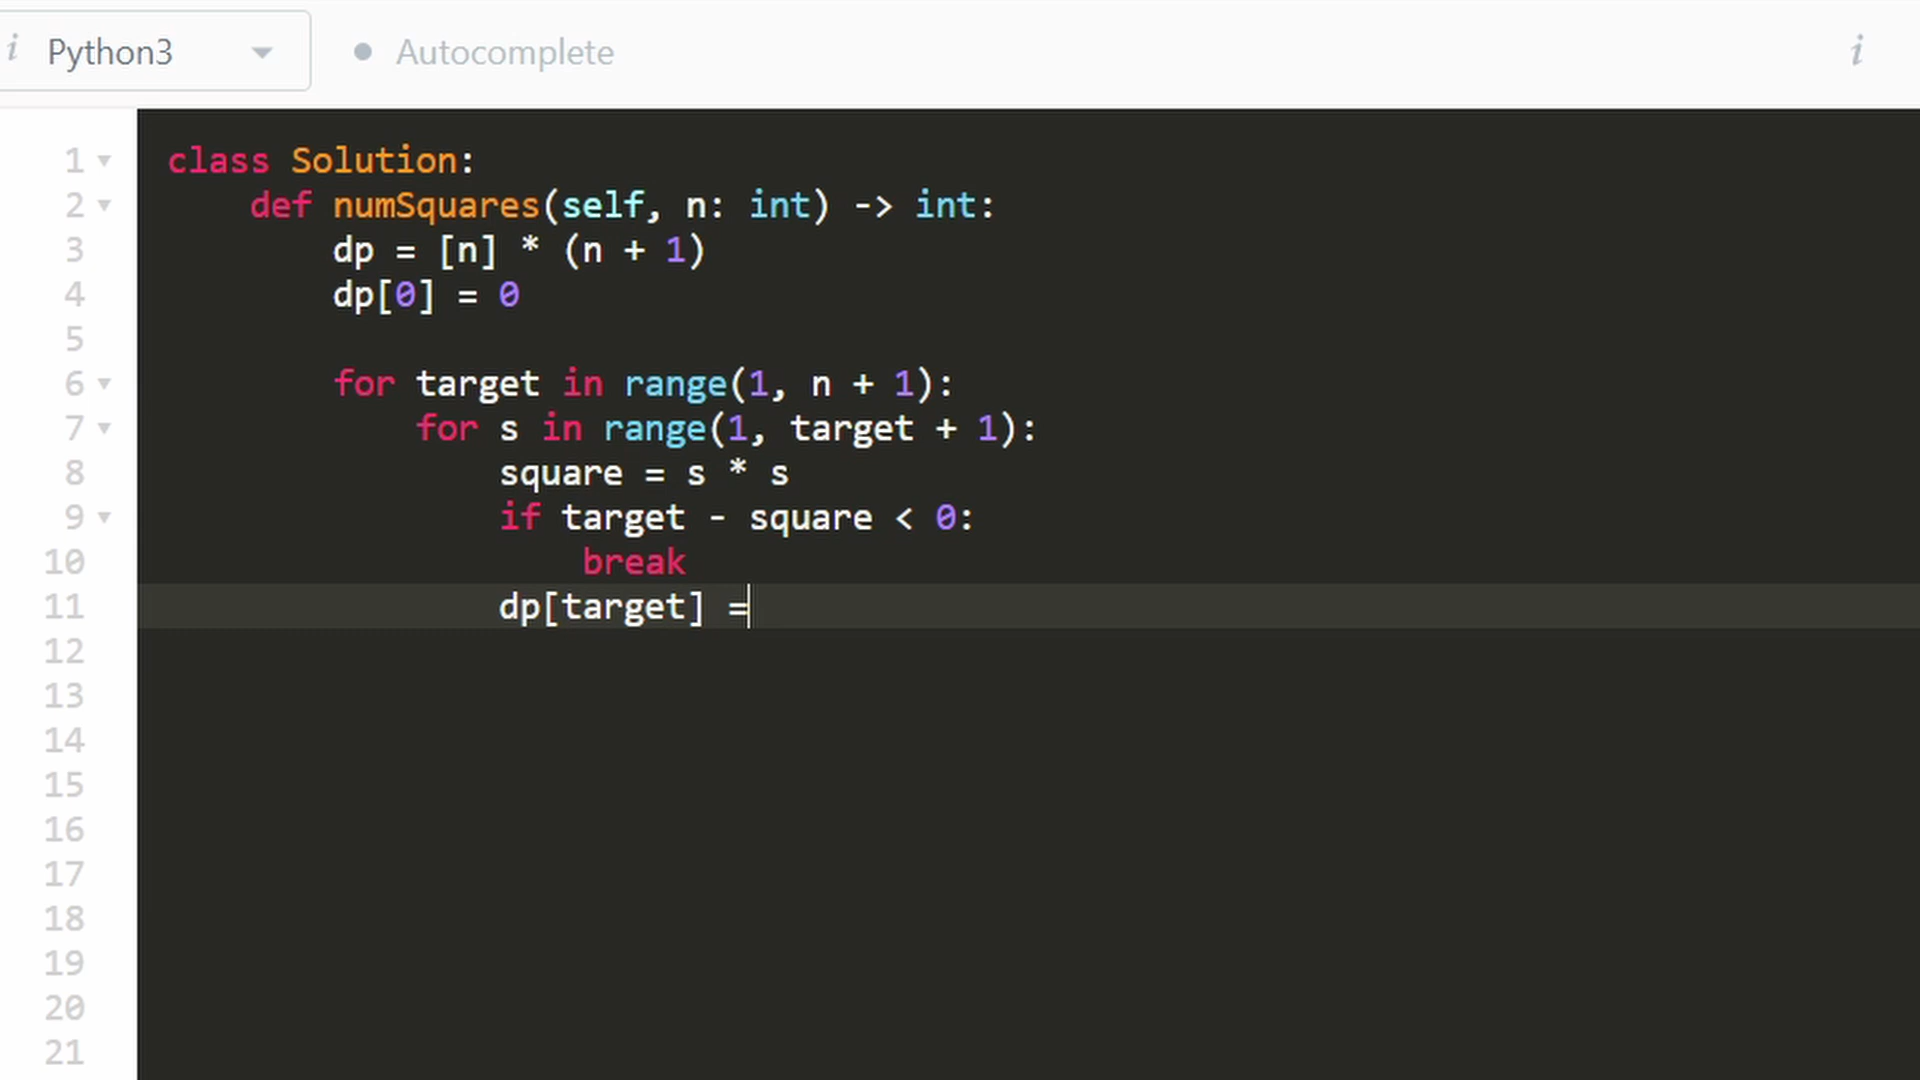 i Python3 Autocomplete i
1 class Solution:
2 def numSquares(self, n: int) -> int:
3 dp = [n] * (n + 1)
4 dp[0] = 0
5
6 for target in range(1, n + 1):
7 for s in range(1, target + 1):
8 square = s * s
9 if target - square < 0:
10 break
11 dp[target] =
12
13
14
15
16
17
18
19
20
21